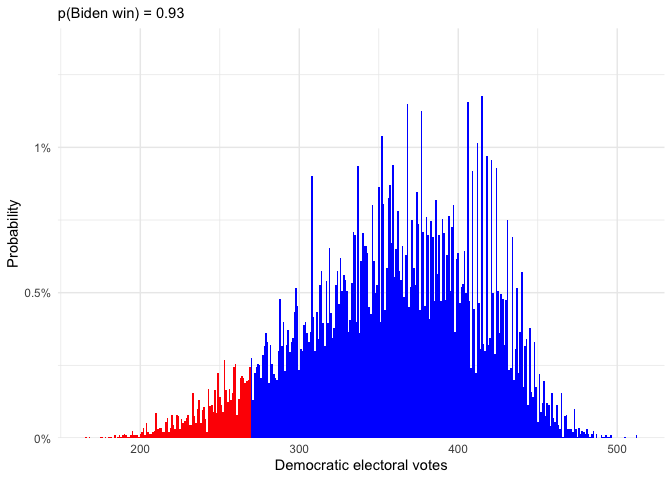 p(Biden win) = 0.93
Probability
1%
0.5%
0%
200 300 400 500
Democratic electoral votes